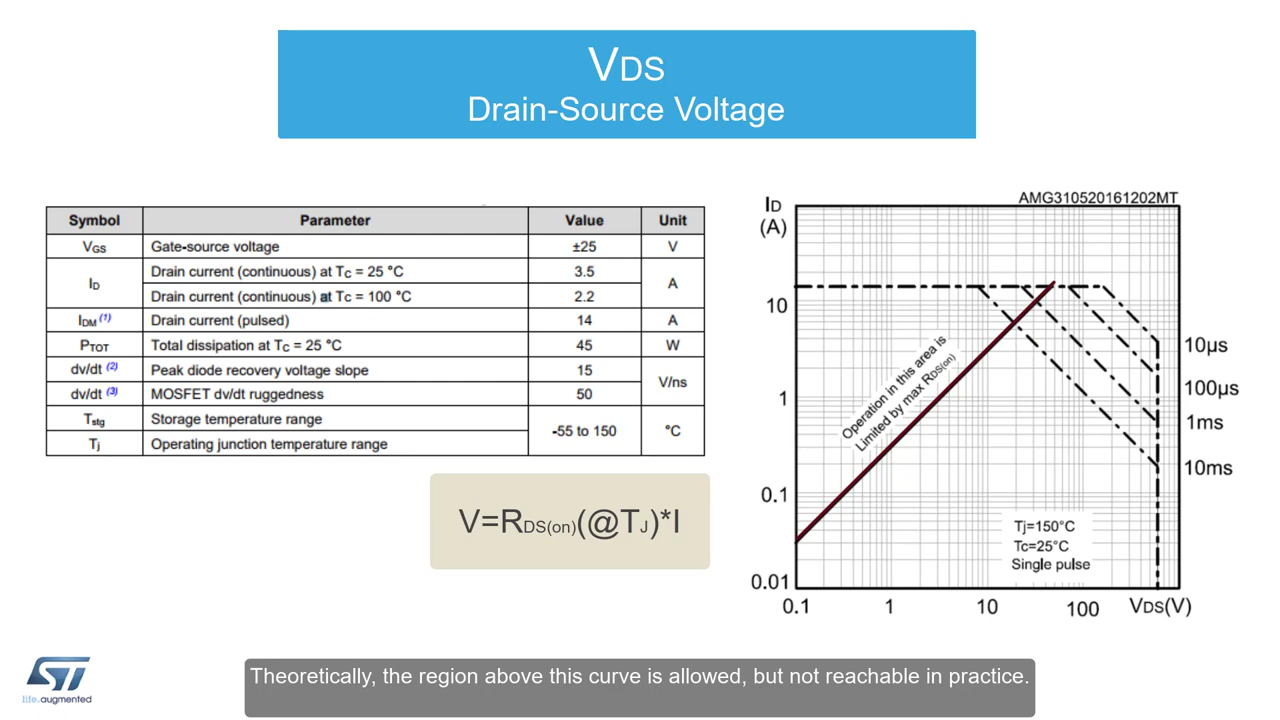 VDS
Drain-Source Voltage
Symbol Parameter Value Unit
VGS Gate-source voltage ±25 V
ID Drain current (continuous) at TC = 25 °C 3.5 A
Drain current (continuous) at TC = 100 °C 2.2
IDM (1) Drain current (pulsed) 14 A
PTOT Total dissipation at TC = 25 °C 45 W
dv/dt (2) Peak diode recovery voltage slope 15 V/ns
dv/dt (3) MOSFET dv/dt ruggedness 50
Tstg Storage temperature range -55 to 150 °C
Tj Operating junction temperature range
V=RDS(on)(@TJ)*I
ID
(A)
AMG310520161202MT
10
1
0.1
0.01
Operation in this area is
Limited by max RDS(on)
10µs
100µs
1ms
10ms
Tj=150°C
Tc=25°C
Single pulse
0.1 1 10 100 VDS(V)
ST
life.augmented
Theoretically, the region above this curve is allowed, but not reachable in practice.